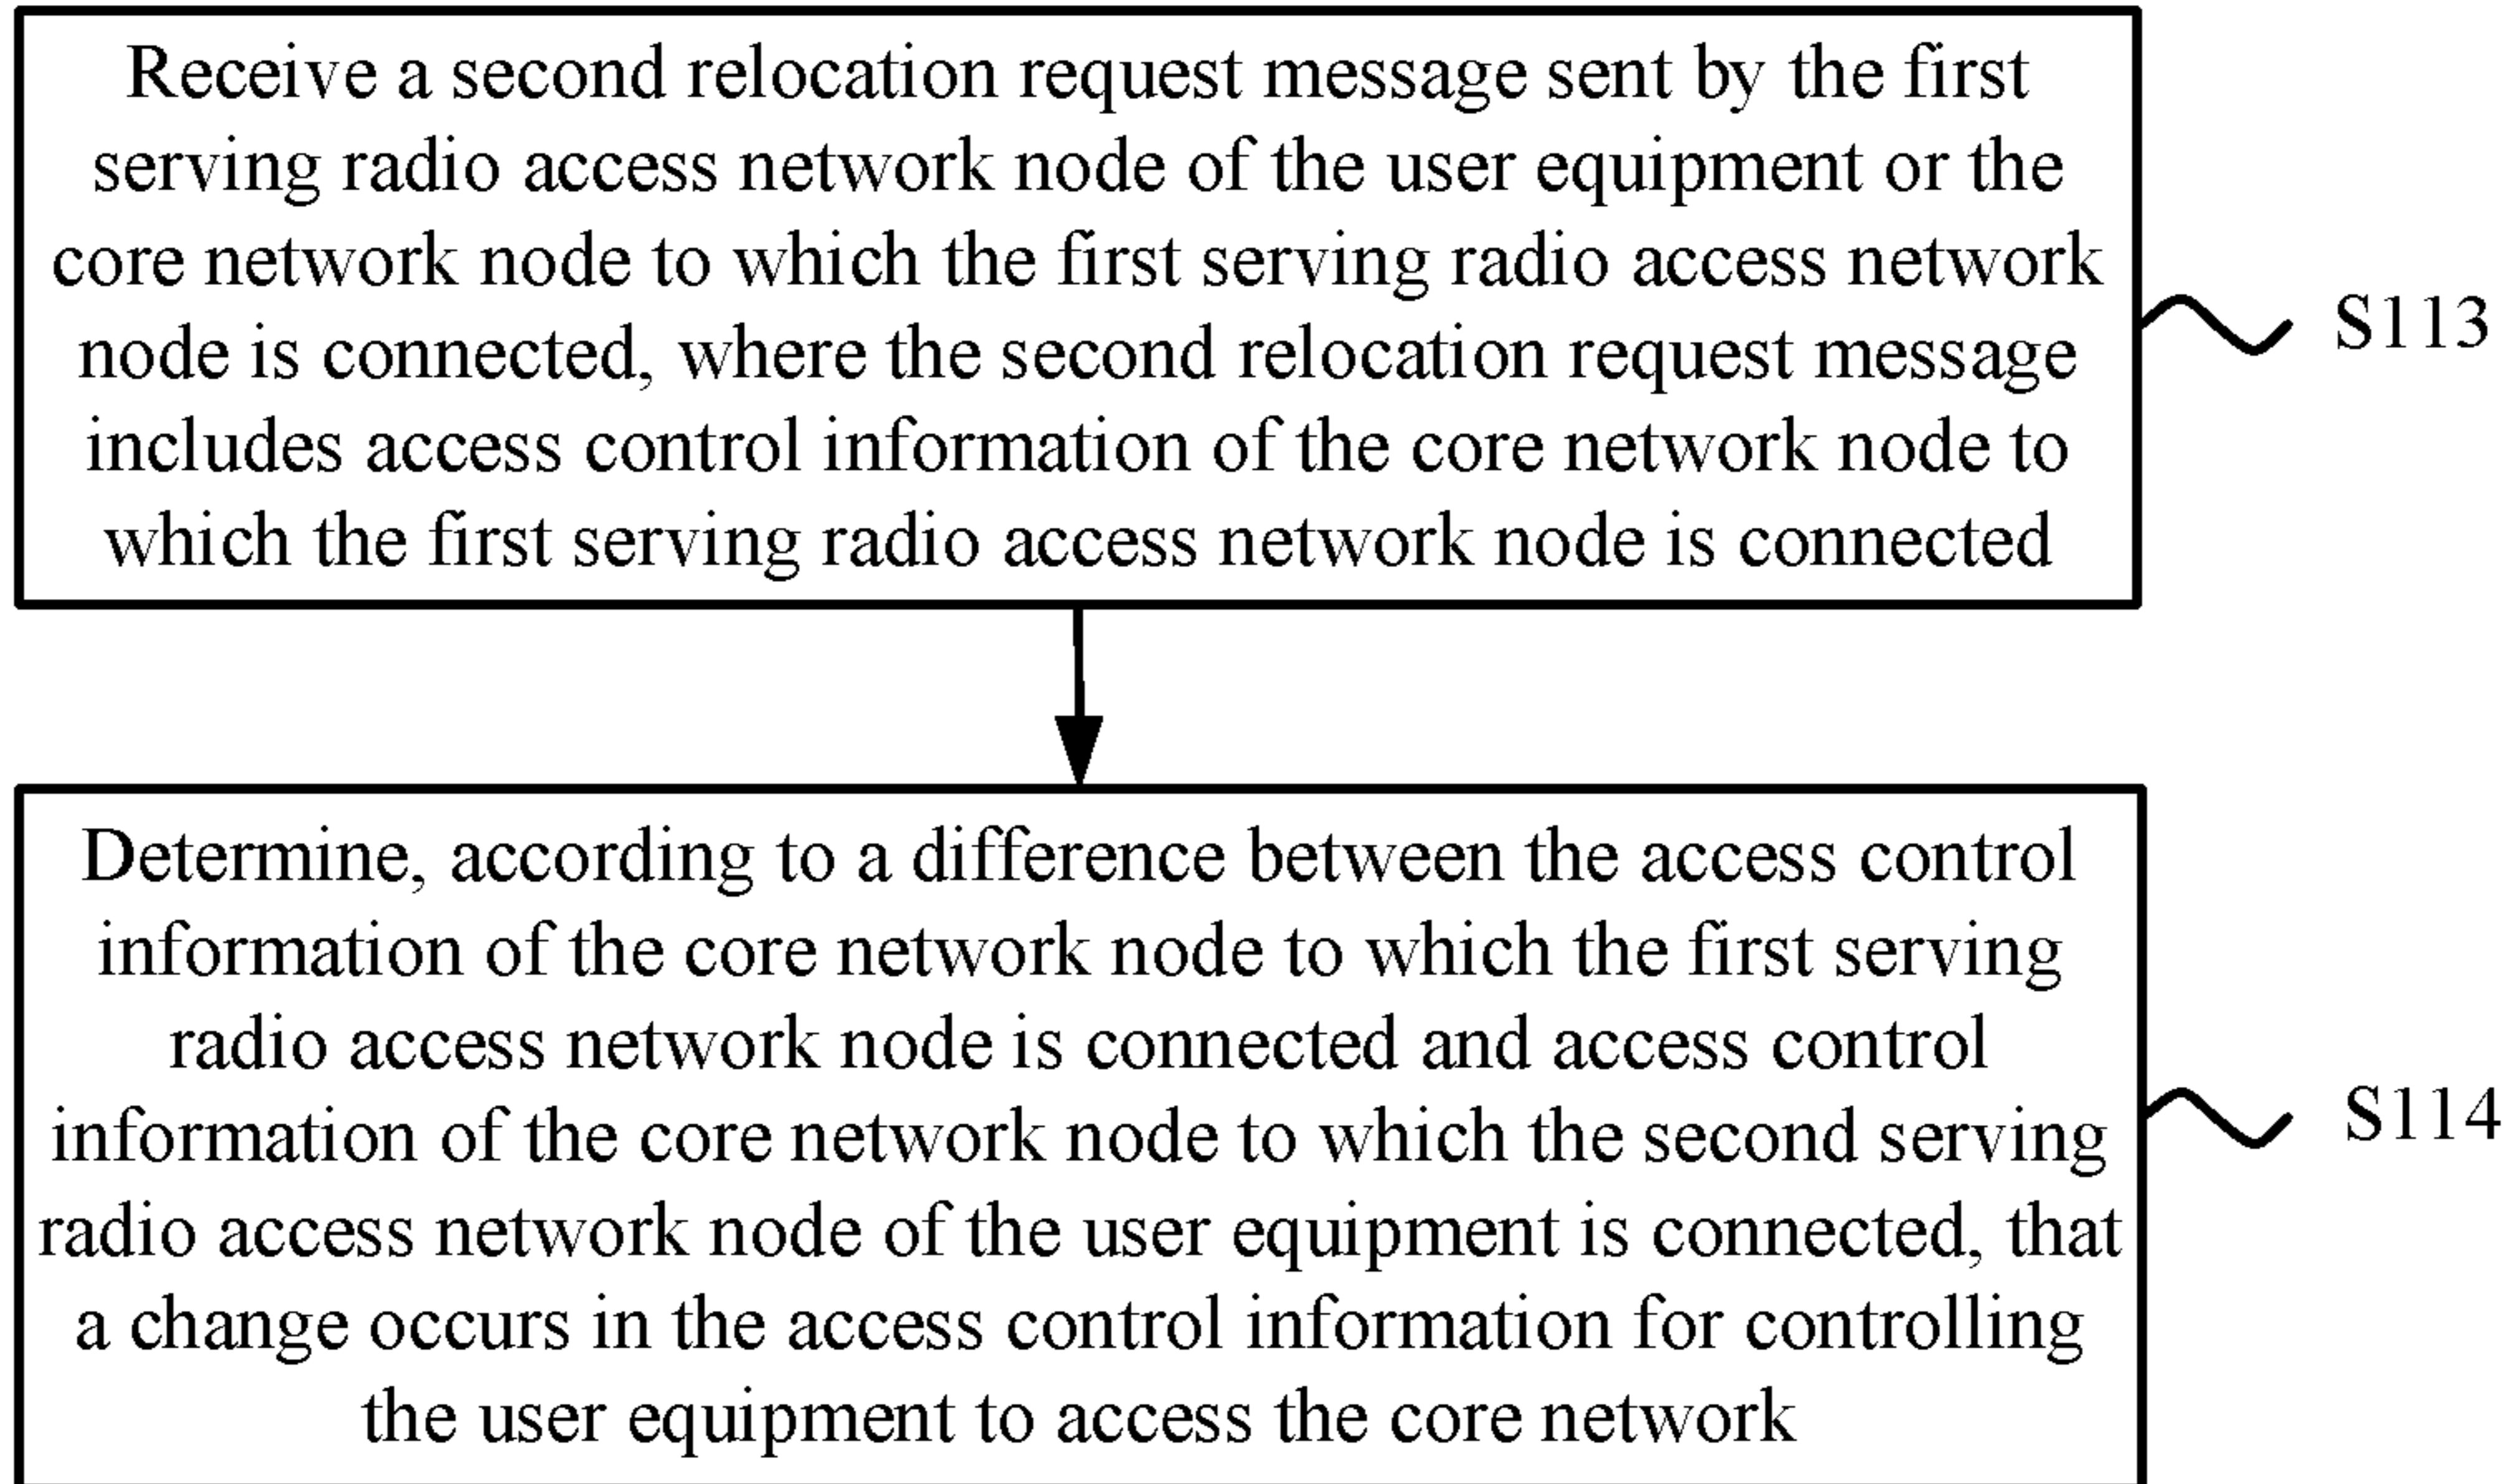 Receive a second relocation request message sent by the first
serving radio access network node of the user equipment or the
core network node to which the first serving radio access network
node is connected, where the second relocation request message
includes access control information of the core network node to
which the first serving radio access network node is connected
S113
Determine, according to a difference between the access control
information of the core network node to which the first serving
radio access network node is connected and access control
information of the core network node to which the second serving
radio access network node of the user equipment is connected, that
a change occurs in the access control information for controlling
the user equipment to access the core network
S114